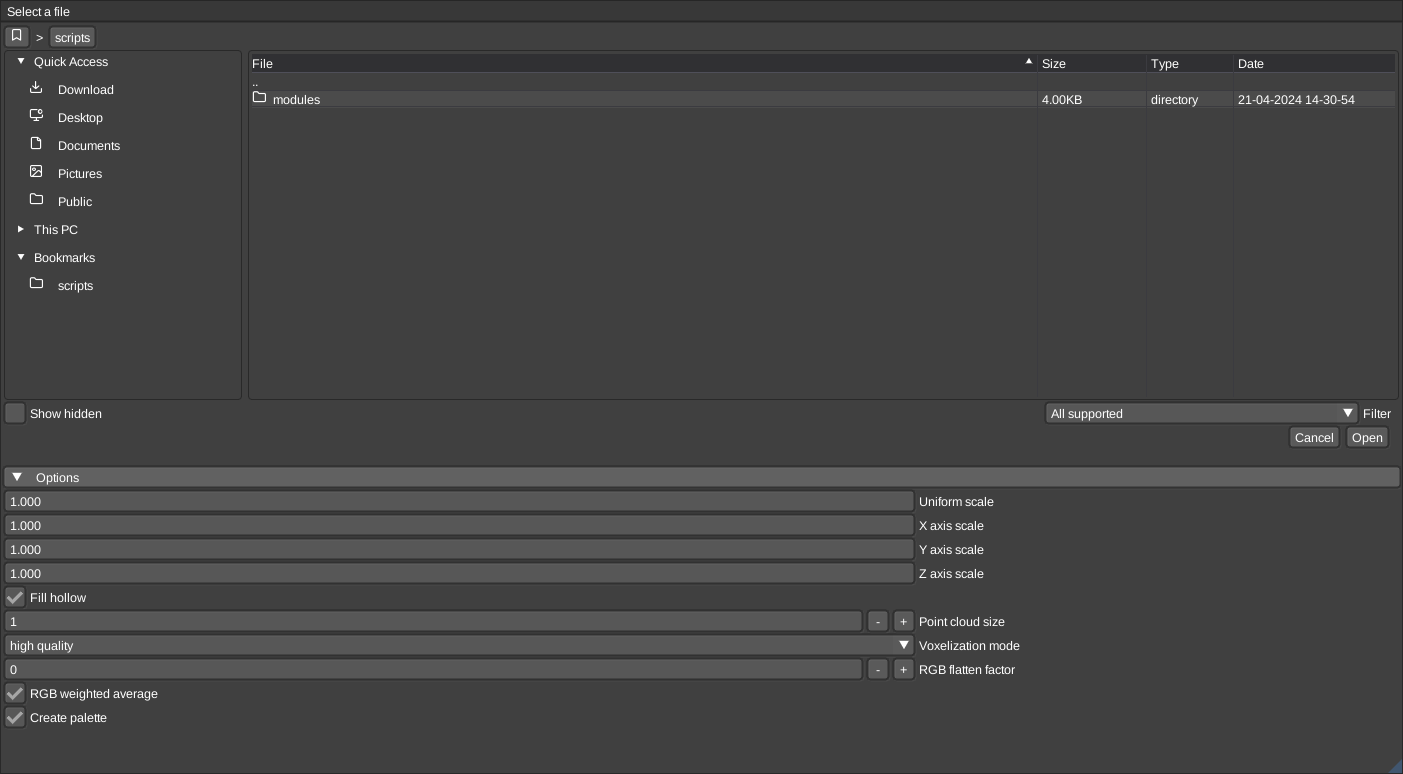 Select a file
> scripts
Quick Access
Download
Desktop
Documents
Pictures
Public
This PC
Bookmarks
scripts
File Size Type Date
..
modules 4.00KB directory 21-04-2024 14-30-54
Show hidden
All supported Filter
Cancel Open
Options
1.000 Uniform scale
1.000 X axis scale
1.000 Y axis scale
1.000 Z axis scale
Fill hollow
1 - + Point cloud size
high quality Voxelization mode
0 - + RGB flatten factor
RGB weighted average
Create palette